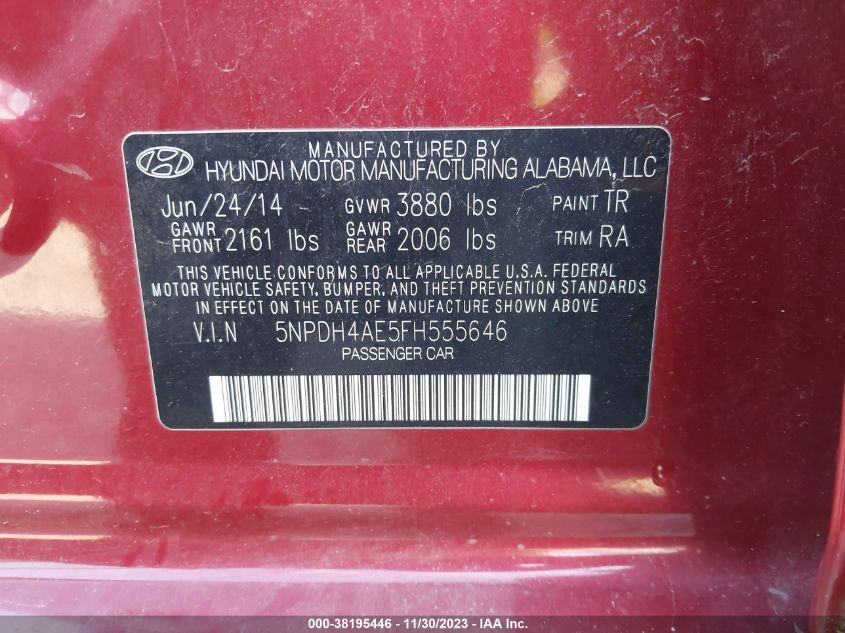 MANUFACTURED BY
HYUNDAI MOTOR MANUFACTURING ALABAMA, LLC
Jun/24/14 GVWR 3880 lbs PAINT TR
GAWR FRONT 2161 lbs GAWR REAR 2006 lbs TRIM RA
THIS VEHICLE CONFORMS TO ALL APPLICABLE U.S.A. FEDERAL
MOTOR VEHICLE SAFETY, BUMPER, AND THEFT PREVENTION STANDARDS
IN EFFECT ON THE DATE OF MANUFACTURE SHOWN ABOVE
V.I.N 5NPDH4AE5FH555646
PASSENGER CAR
000-38195446 - 11/30/2023 - IAA Inc.